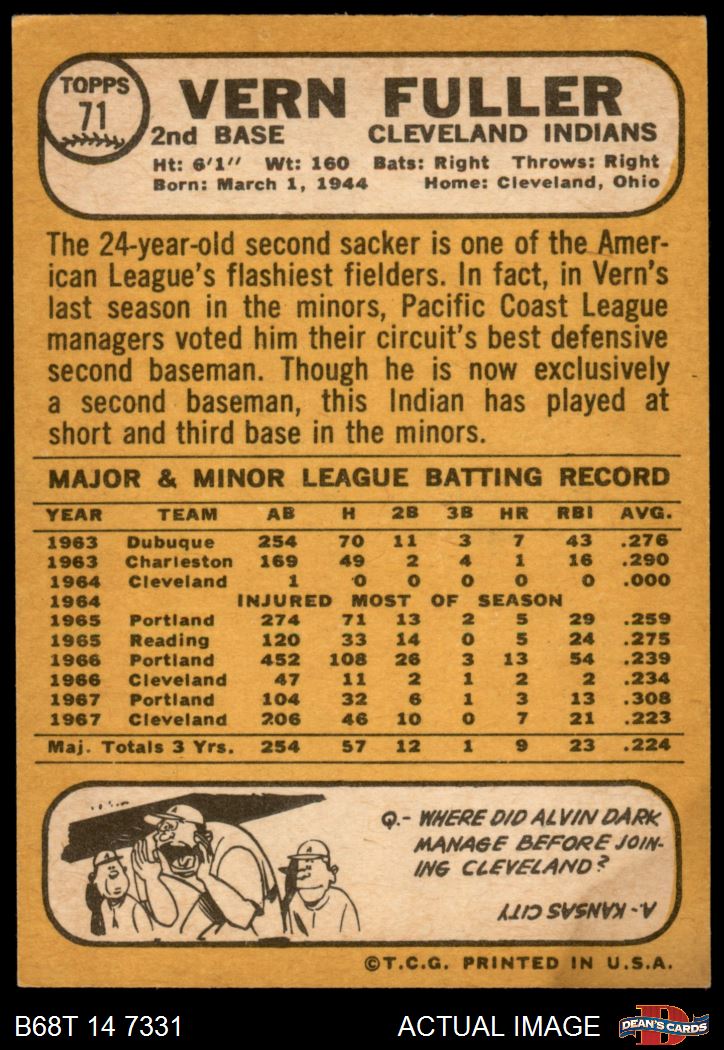 TOPPS
71
VERN FULLER
2nd BASE CLEVELAND INDIANS
Ht: 6'1" Wt: 160 Bats: Right Throws: Right
Born: March 1, 1944 Home: Cleveland, Ohio
The 24-year-old second sacker is one of the Amer-
ican League's flashiest fielders. In fact, in Vern's
last season in the minors, Pacific Coast League
managers voted him their circuit's best defensive
second baseman. Though he is now exclusively
a second baseman, this Indian has played at
short and third base in the minors.
MAJOR & MINOR LEAGUE BATTING RECORD
YEAR TEAM AB H 2B 3B HR RBI AVG.
1963 Dubuque 254 70 11 3 7 43 .276
1963 Charleston 169 49 2 4 1 16 .290
1964 Cleveland 1 0 0 0 0 0 .000
1964 INJURED MOST OF SEASON
1965 Portland 274 71 13 2 5 29 .259
1965 Reading 120 33 14 0 5 24 .275
1966 Portland 452 108 26 3 13 54 .239
1966 Cleveland 47 11 2 1 2 2 .234
1967 Portland 104 32 6 1 3 13 .308
1967 Cleveland 206 46 10 0 7 21 .223
Maj. Totals 3 Yrs. 254 57 12 1 9 23 .224
Q.- WHERE DID ALVIN DARK
MANAGE BEFORE JOIN-
ING CLEVELAND?
A- KANSAS CITY
©T.C.G. PRINTED IN U.S.A.
B68T 14 7331 ACTUAL IMAGE
D
DEAN'S CARDS